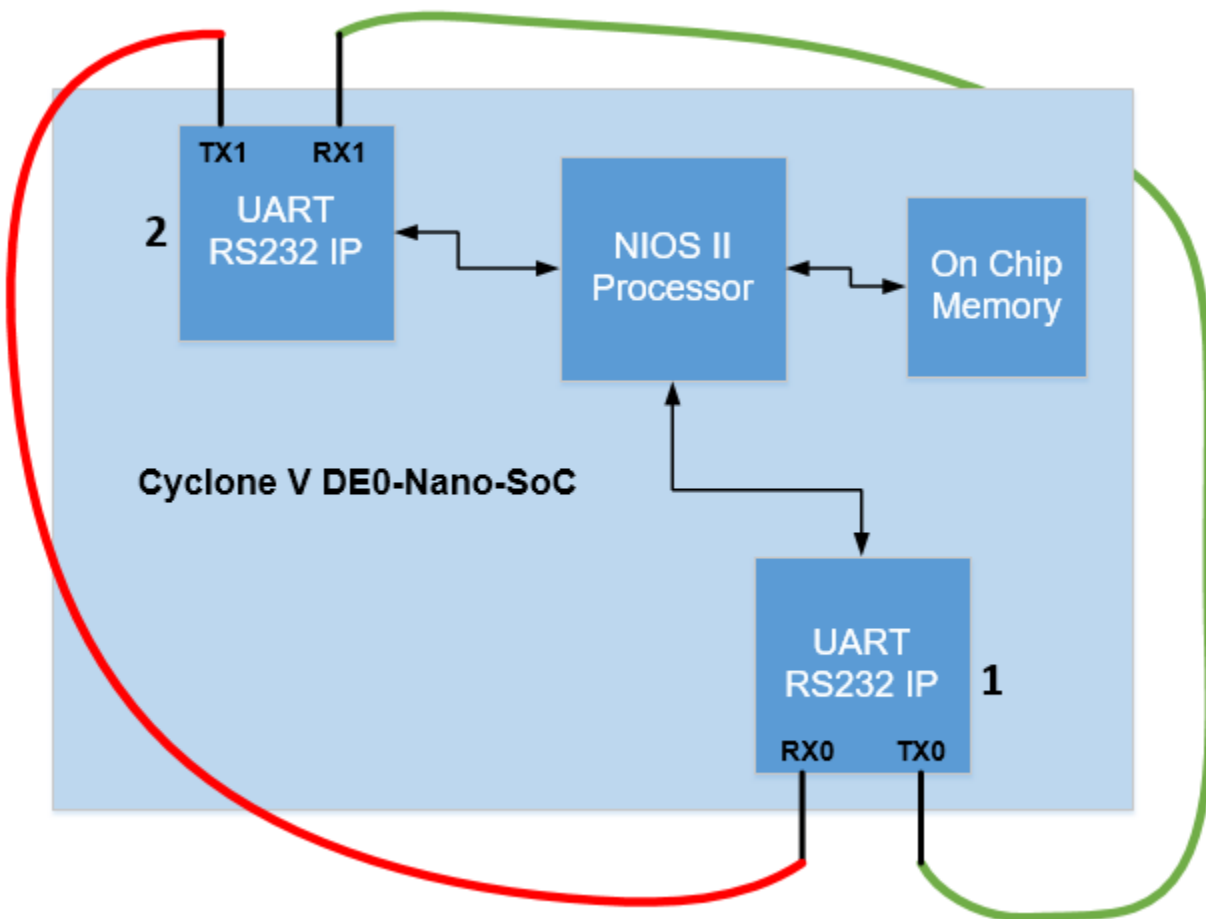 TX1 RX1
UART
RS232 IP
2
NIOS II
Processor
On Chip
Memory
Cyclone V DE0-Nano-SoC
UART
RS232 IP
1
RX0 TX0